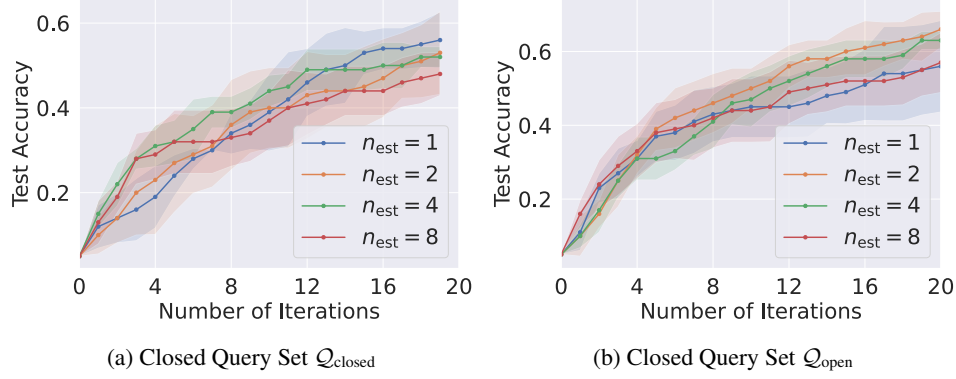 0.6
0.4
0.2
Test Accuracy
n_est = 1
n_est = 2
n_est = 4
n_est = 8
0 4 8 12 16 20
Number of Iterations
(a) Closed Query Set Q_closed
0.6
0.4
0.2
Test Accuracy
n_est = 1
n_est = 2
n_est = 4
n_est = 8
0 4 8 12 16 20
Number of Iterations
(b) Closed Query Set Q_open